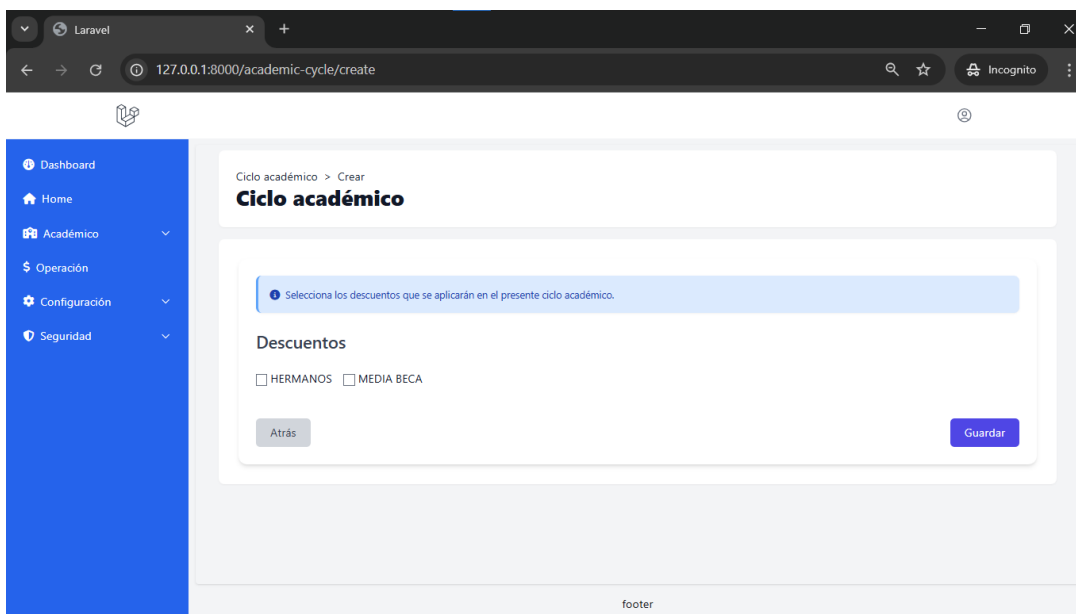 Laravel
127.0.0.1:8000/academic-cycle/create
Incognito
Dashboard
Home
Académico
$ Operación
Configuración
Seguridad
Ciclo académico > Crear
Ciclo académico
Selecciona los descuentos que se aplicarán en el presente ciclo académico.
Descuentos
HERMANOS MEDIA BECA
Atrás Guardar
footer